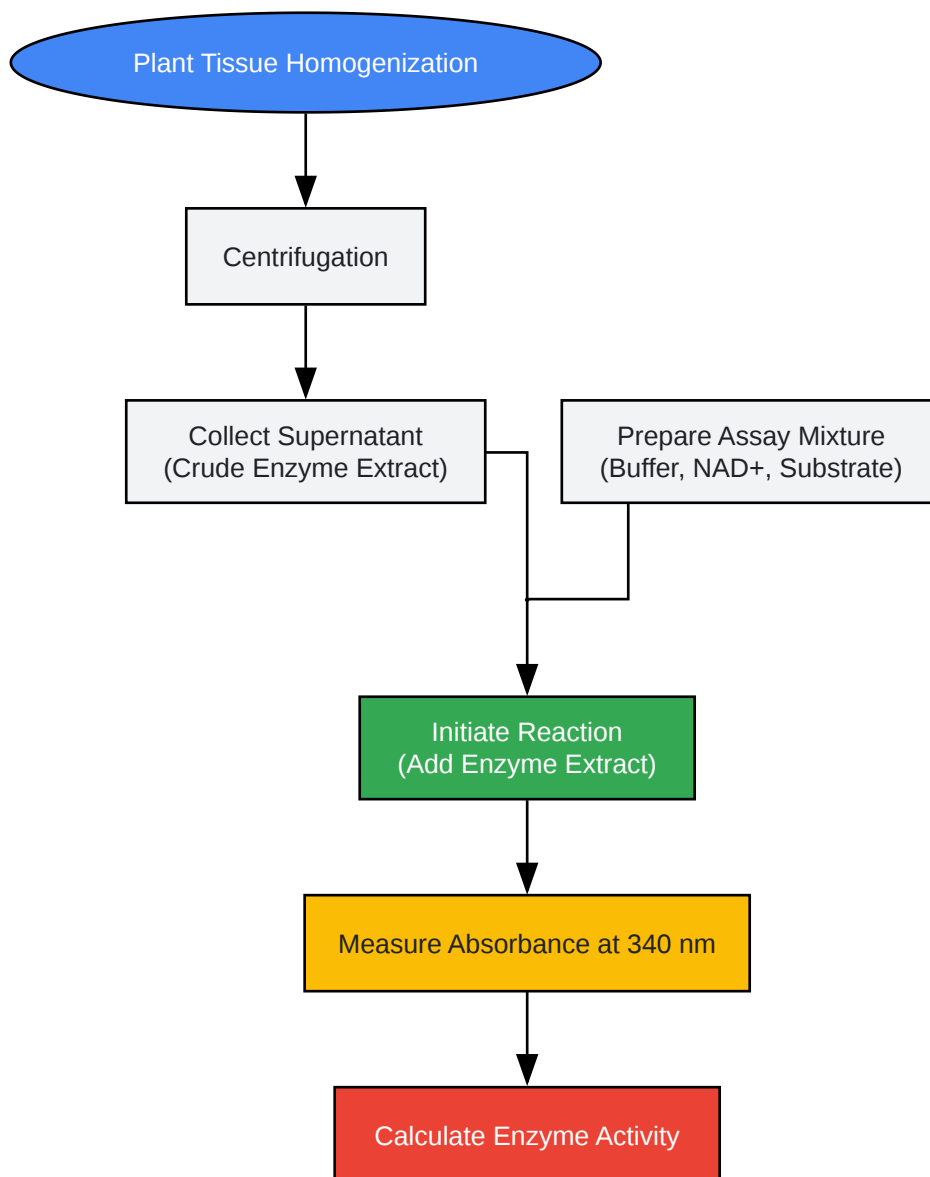 Plant Tissue Homogenization
Centrifugation
Collect Supernatant
(Crude Enzyme Extract)
Prepare Assay Mixture
(Buffer, NAD+, Substrate)
Initiate Reaction
(Add Enzyme Extract)
Measure Absorbance at 340 nm
Calculate Enzyme Activity